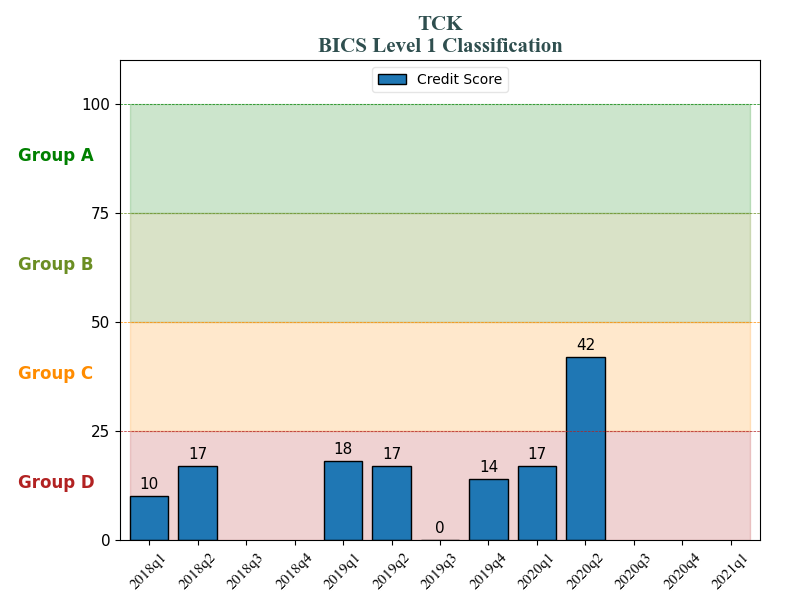 TCK
BICS Level 1 Classification
Credit Score
100
Group A
75
Group B
50
42
Group C
25
18
17
17
17
14
10
Group D
0
0
2018q1
2018q2
2018q3
2018q4
2019q1
2019q2
2019q3
2019q4
2020q1
2020q2
2020q3
2020q4
2021q1